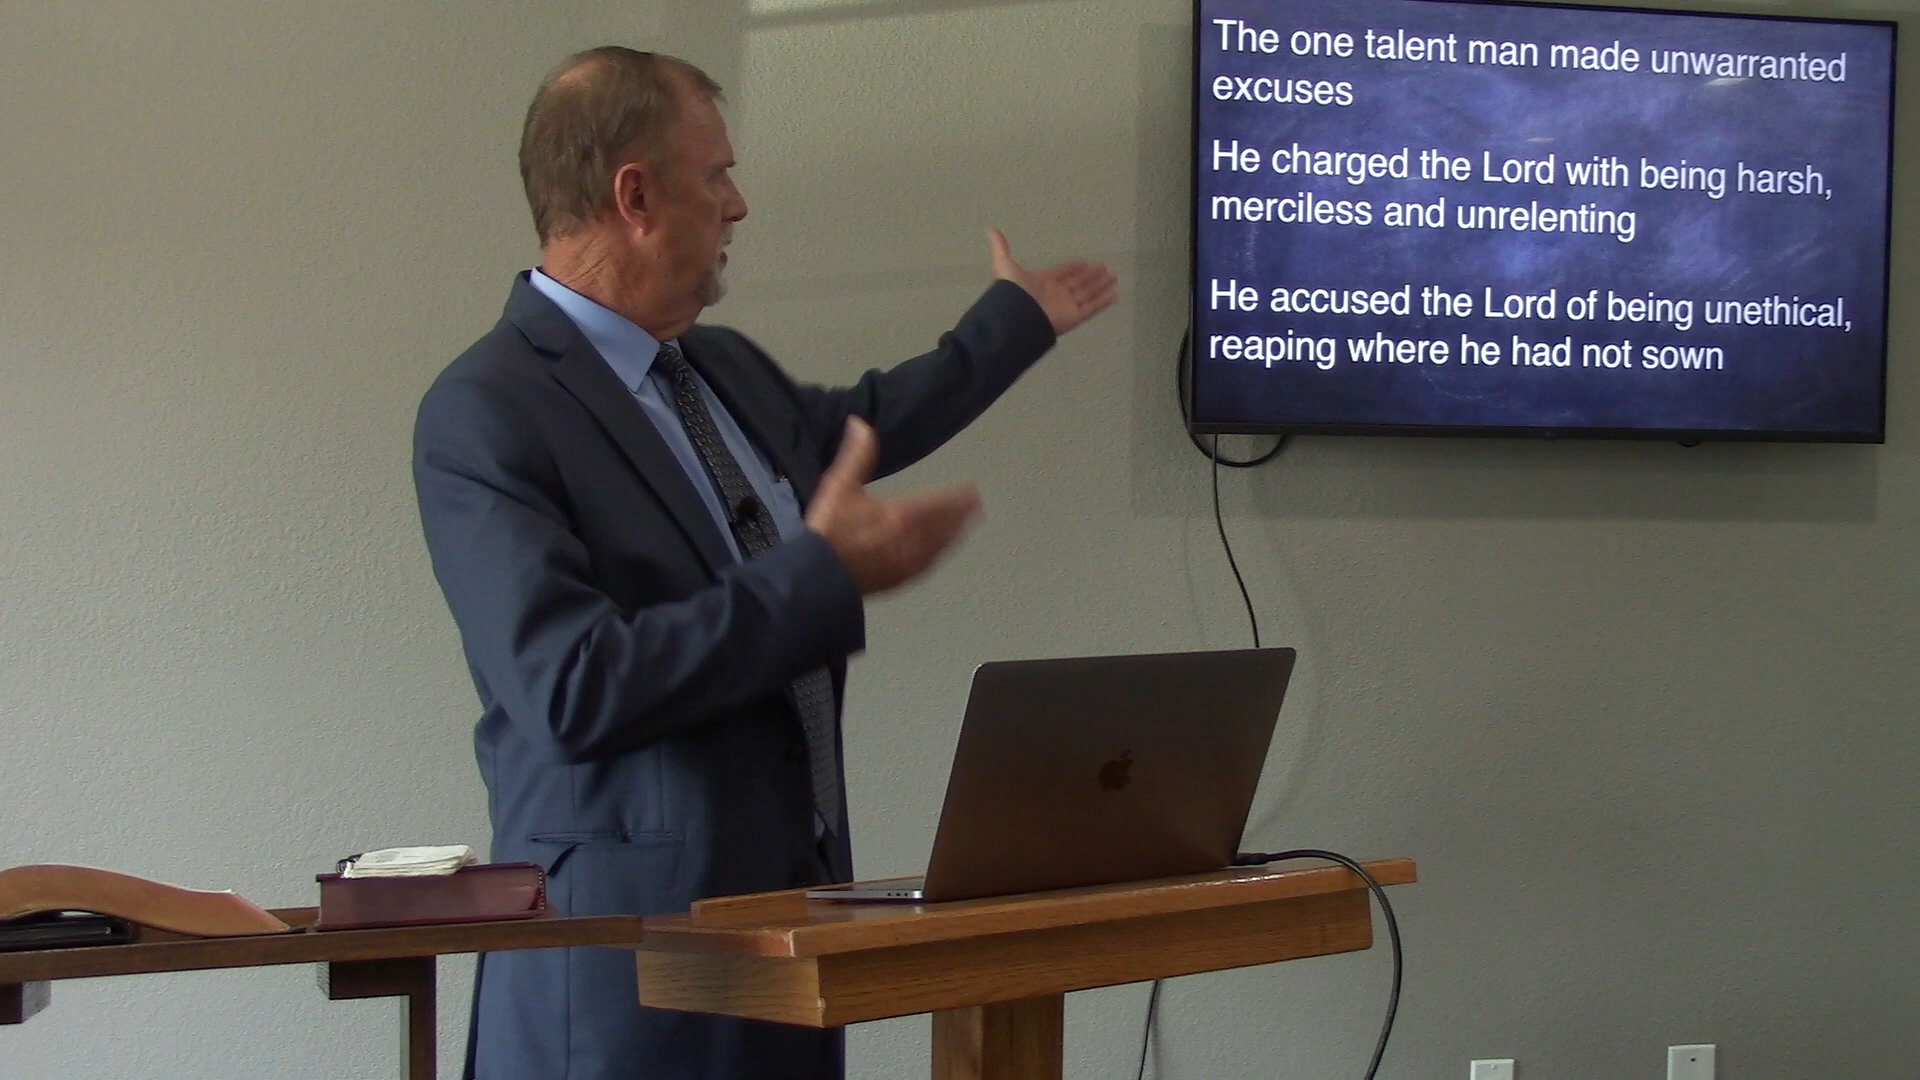 The one talent man made unwarranted
excuses
He charged the Lord with being harsh,
merciless and unrelenting
He accused the Lord of being unethical,
reaping where he had not sown